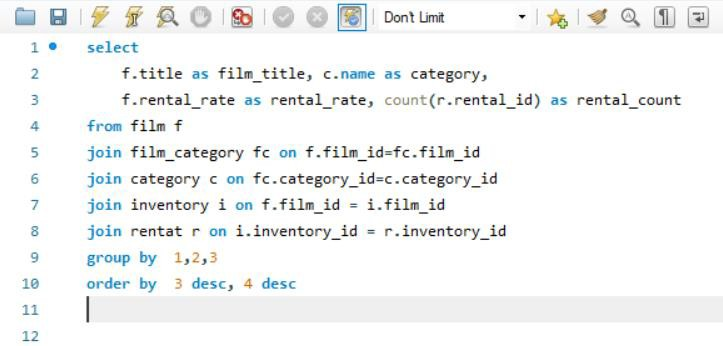 Don't Limit
1 select
2 f.title as film_title, c.name as category,
3 f.rental_rate as rental_rate, count(r.rental_id) as rental_count
4 from film f
5 join film_category fc on f.film_id=fc.film_id
6 join category c on fc.category_id=c.category_id
7 join inventory i on f.film_id = i.film_id
8 join rentat r on i.inventory_id = r.inventory_id
9 group by 1,2,3
10 order by 3 desc, 4 desc
11
12